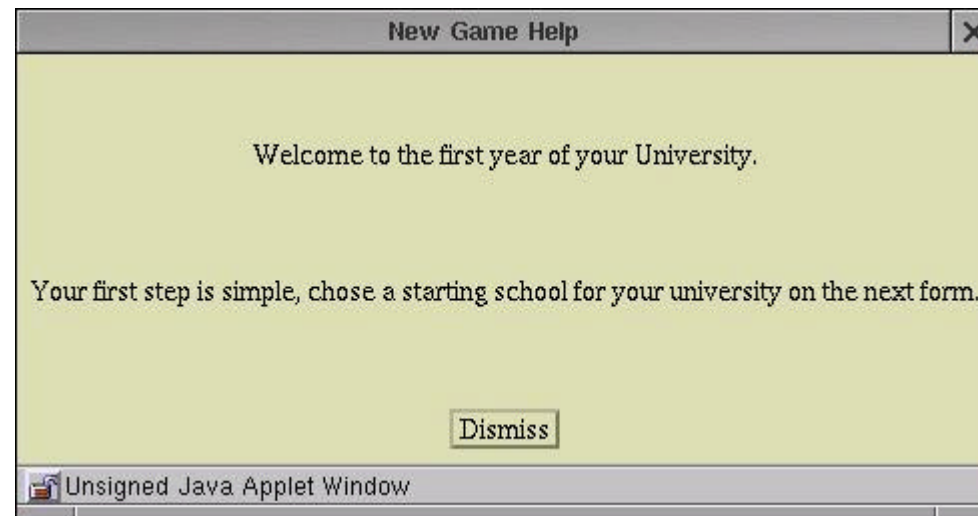 New Game Help
Welcome to the first year of your University.
Your first step is simple, chose a starting school for your university on the next form.
Dismiss
Unsigned Java Applet Window